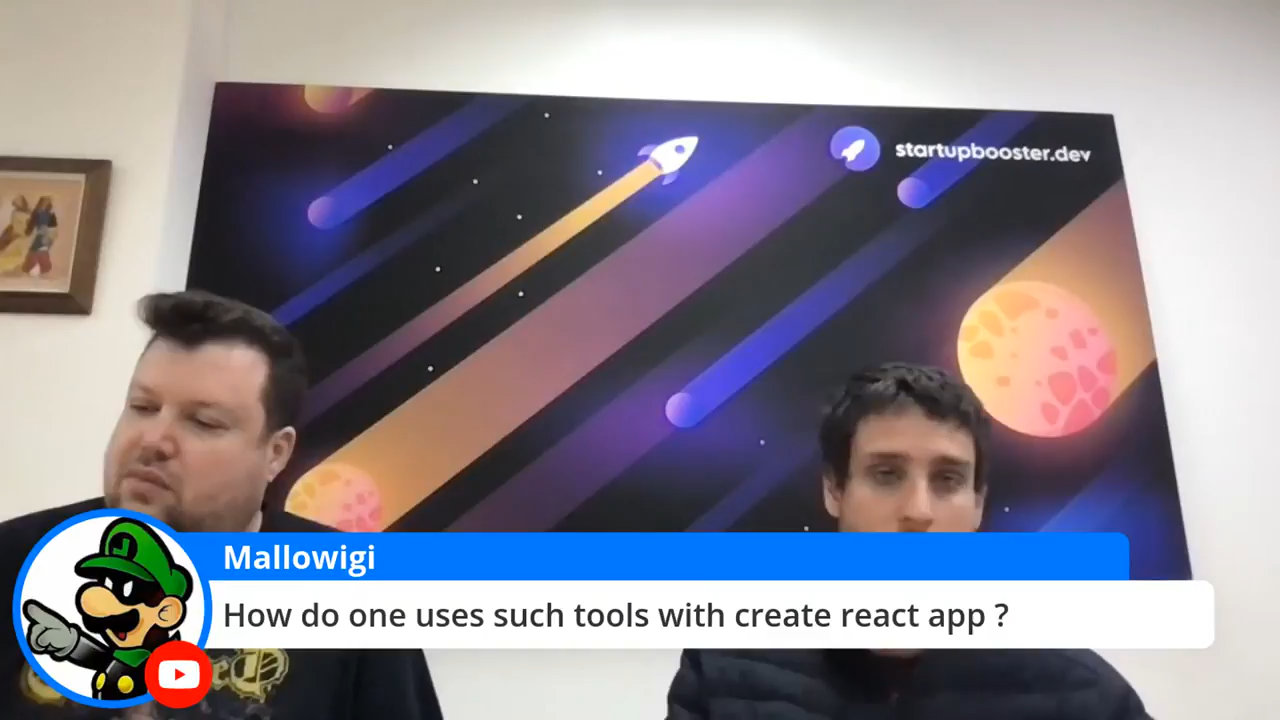 startupbooster.dev
Mallowigi
How do one uses such tools with create react app ?